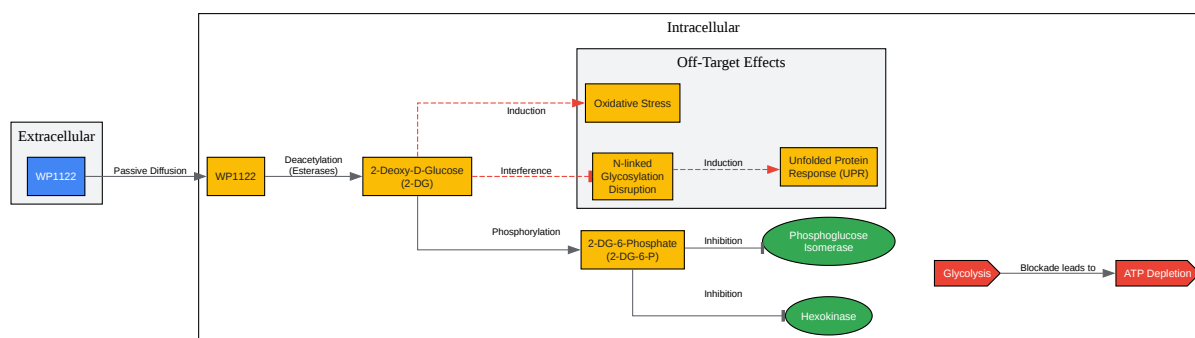 Intracellular
Off-Target Effects
Oxidative Stress
Induction
Extracellular
WP1122
Passive Diffusion
WP1122
Deacetylation
(Esterases)
2-Deoxy-D-Glucose
(2-DG)
Interference
N-linked
Glycosylation
Disruption
Induction
Unfolded Protein
Response (UPR)
Phosphorylation
2-DG-6-Phosphate
(2-DG-6-P)
Inhibition
Phosphoglucose
Isomerase
Inhibition
Hexokinase
Glycolysis
Blockade leads to
ATP Depletion